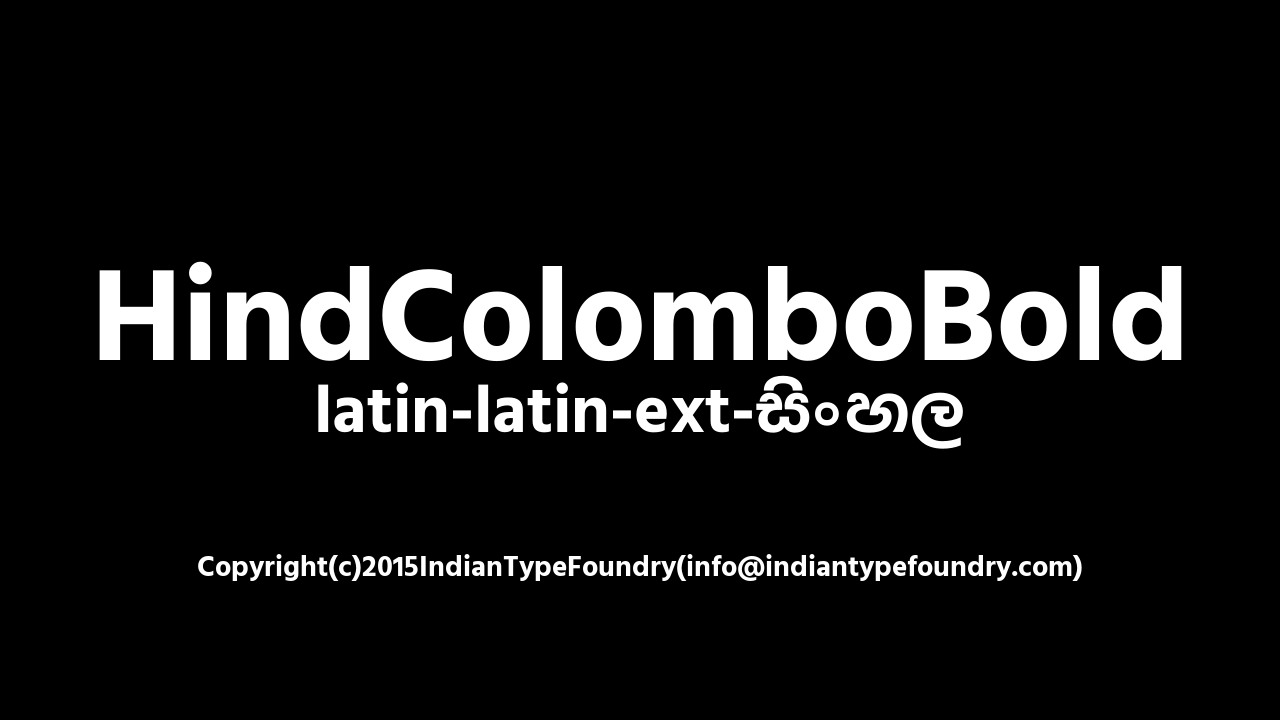 HindColomboBold
latin-latin-ext-සිංහල
Copyright(c)2015IndianTypeFoundry(info@indiantypefoundry.com)